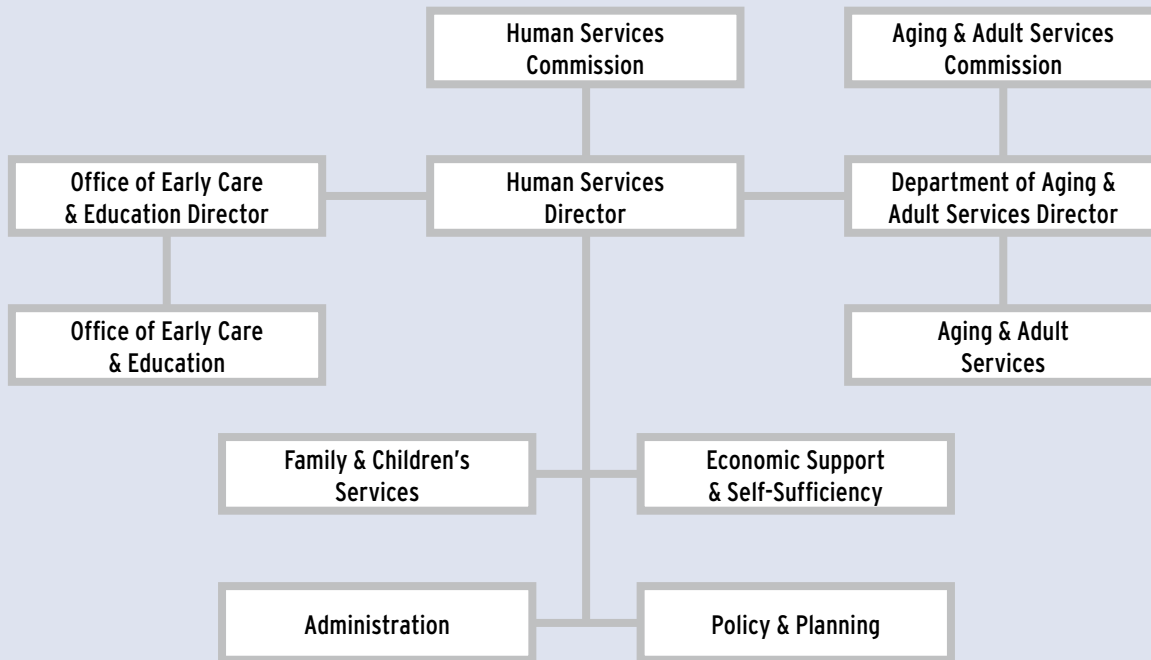 Human Services
Commission
Aging & Adult Services
Commission
Office of Early Care
& Education Director
Human Services
Director
Department of Aging &
Adult Services Director
Office of Early Care
& Education
Aging & Adult
Services
Family & Children's
Services
Economic Support
& Self-Sufficiency
Administration
Policy & Planning